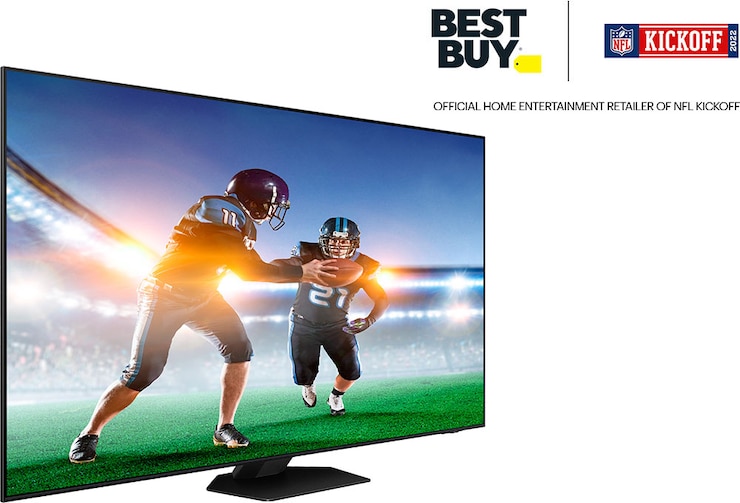 BEST
BUY
NFL
KICKOFF
2022
OFFICIAL HOME ENTERTAINMENT RETAILER OF NFL KICKOFF
11
21